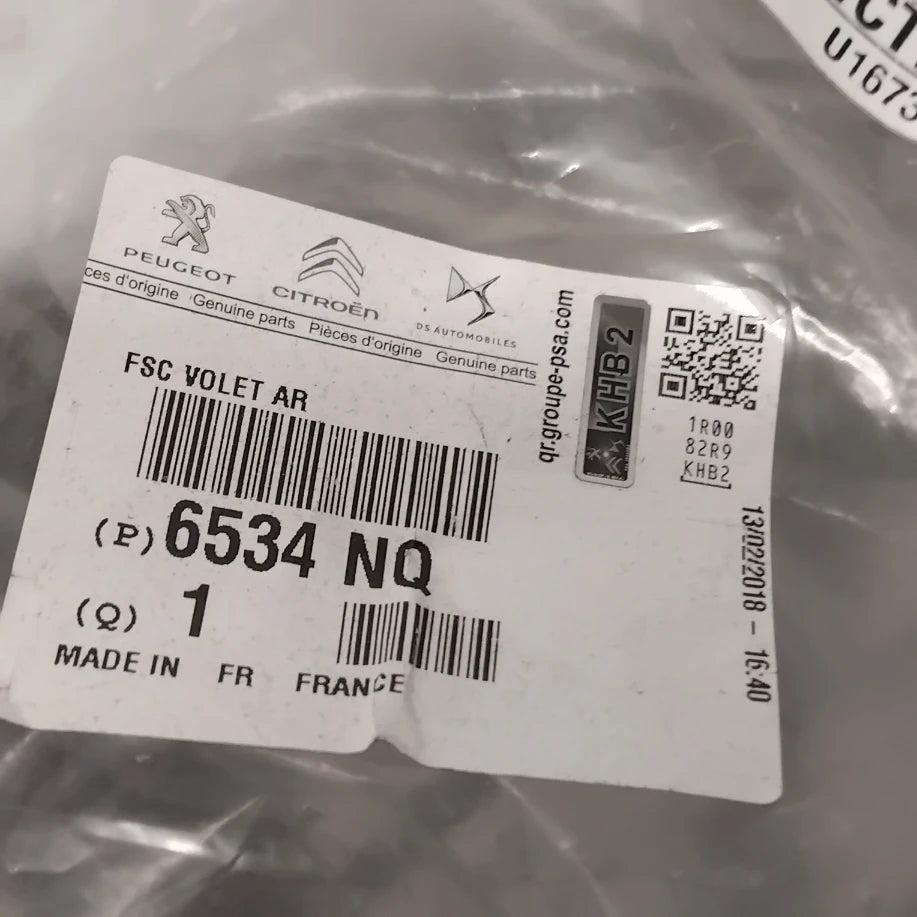 U1673
PEUGEOT
CITROËN
DS AUTOMOBILES
ces d'origine Genuine parts Pièces d'origine Genuine parts
FSC VOLET AR
(P) 6534 NQ
(Q) 1
MADE IN FR FRANCE
qr.groupe-psa.com
KHB2
1R00
82R9
KHB2
13/02/2018 - 16:40